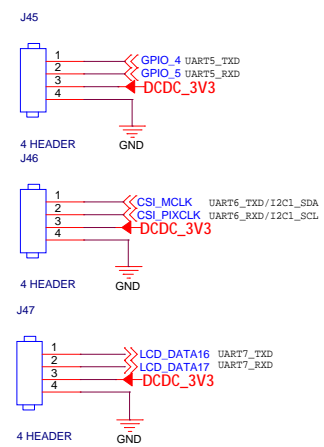 J45
1 GPIO_4 UART5_TXD
2 GPIO_5 UART5_RXD
3 DCDC_3V3
4
4 HEADER GND
J46
1 CSI_MCLK UART6_TXD/I2C1_SDA
2 CSI_PIXCLK UART6_RXD/I2C1_SCL
3 DCDC_3V3
4
4 HEADER GND
J47
1 LCD_DATA16 UART7_TXD
2 LCD_DATA17 UART7_RXD
3 DCDC_3V3
4
4 HEADER GND